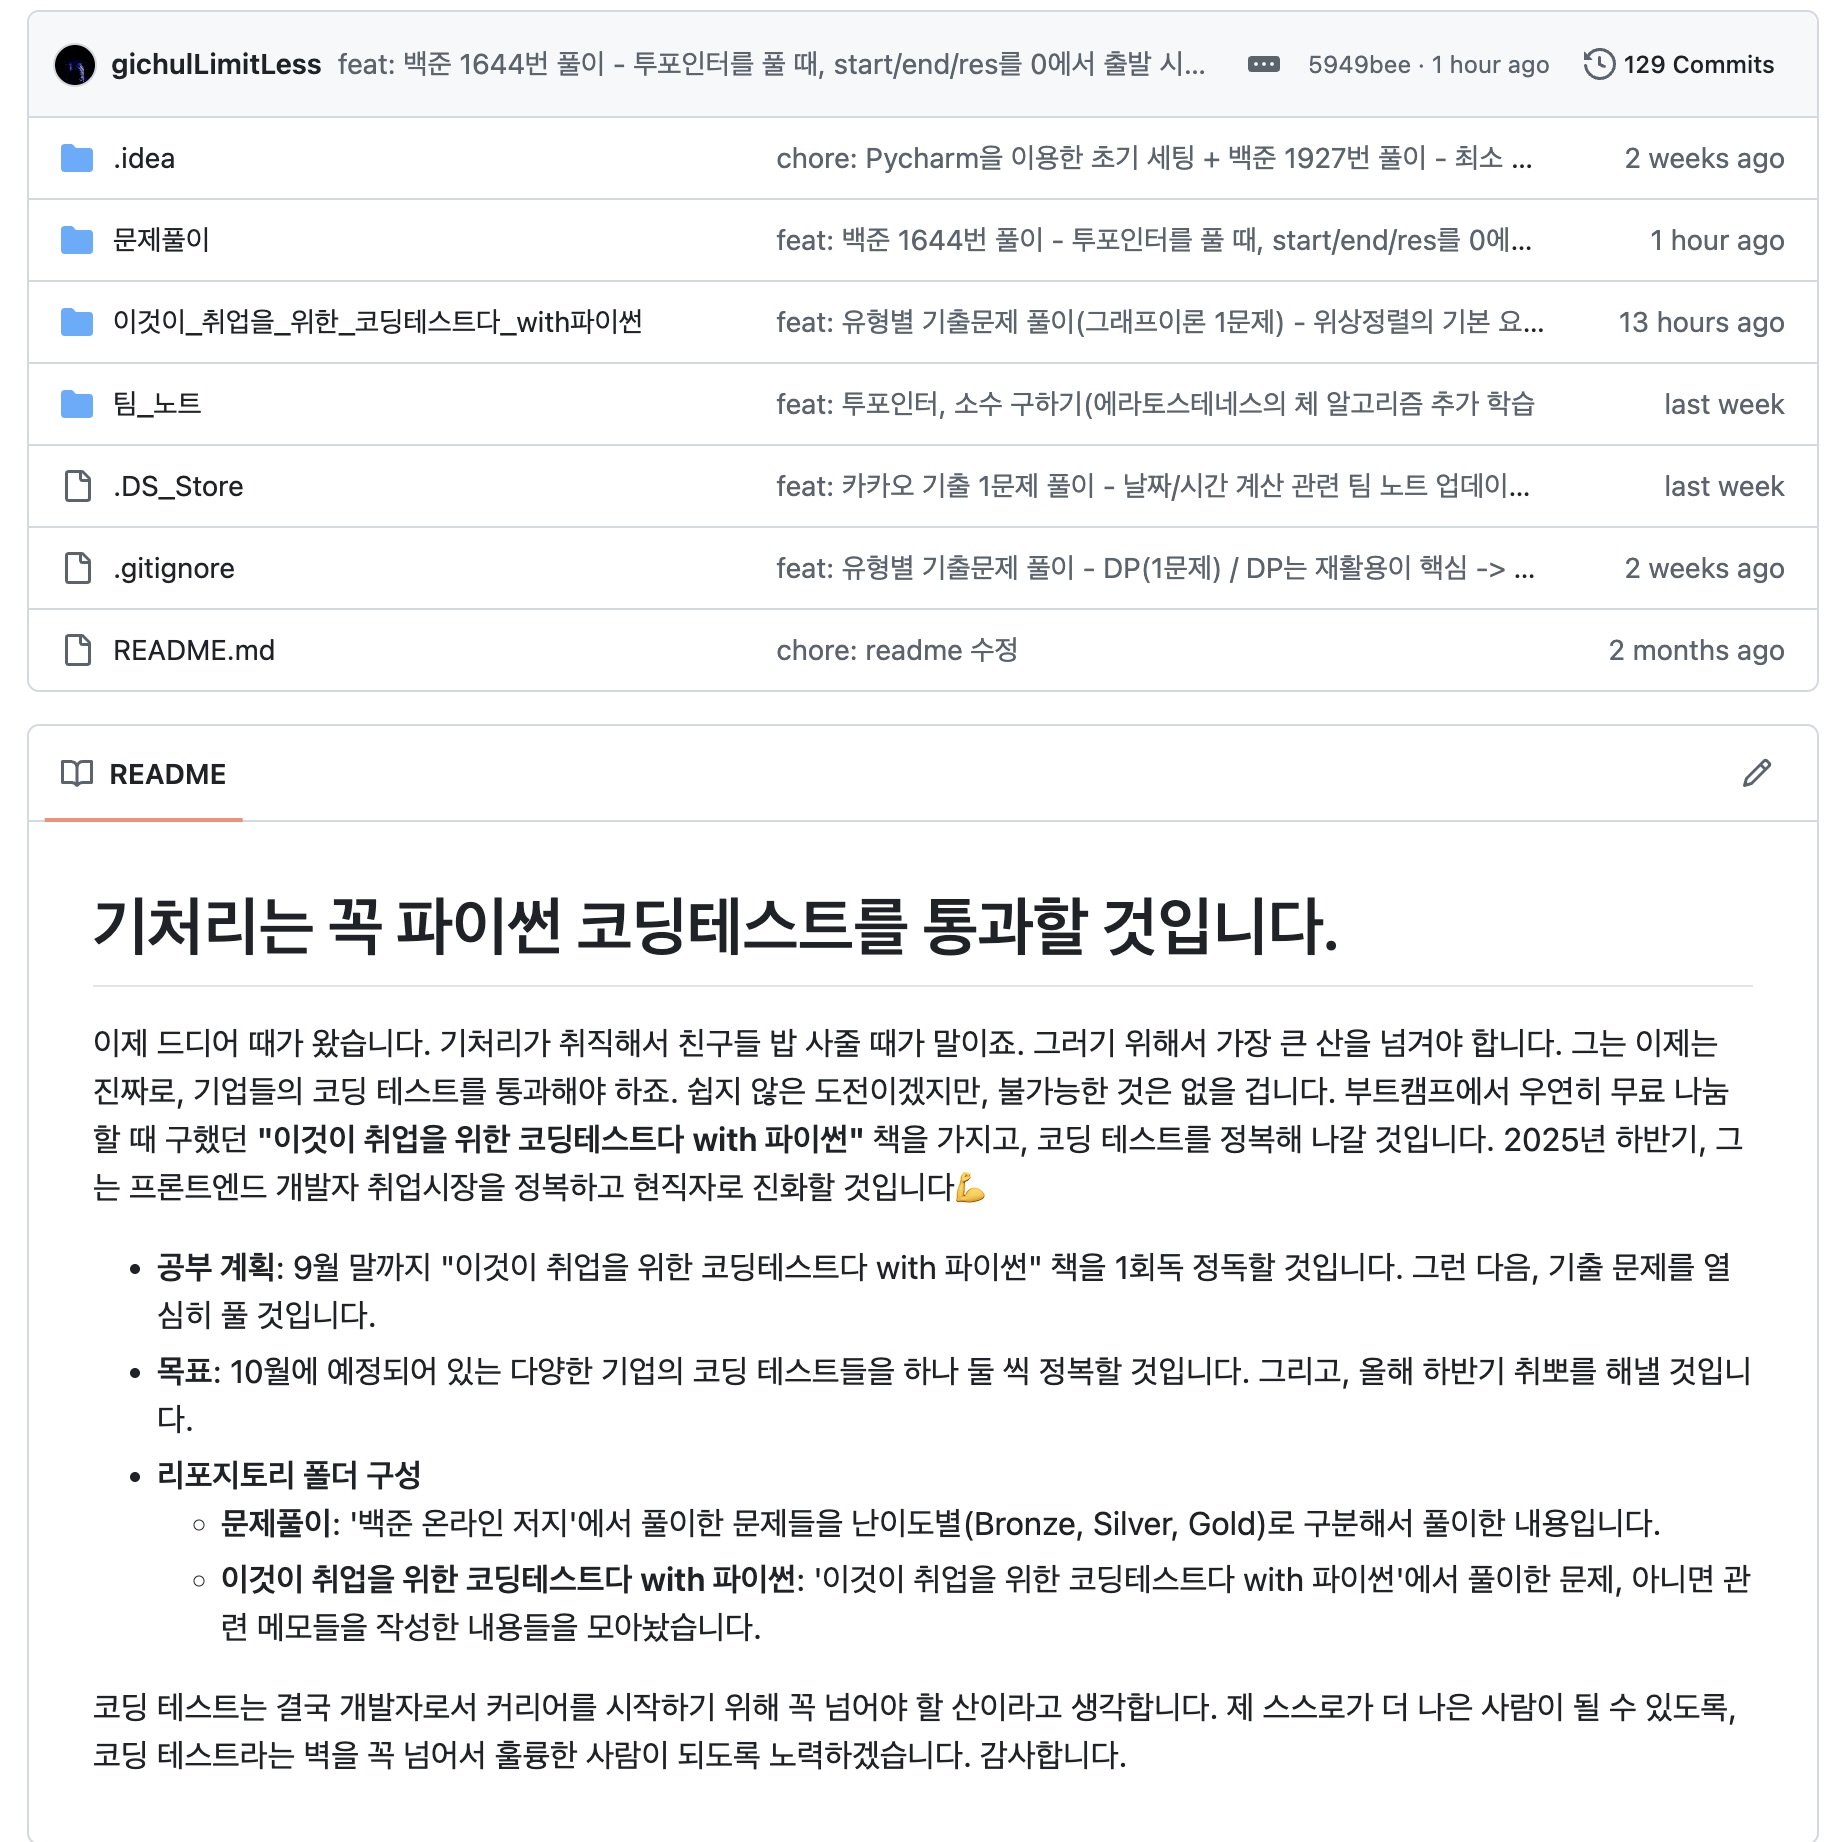 gichulLimitLess feat: 백준 1644번 풀이 - 투포인터를 풀 때, start/end/res를 0에서 출발 시... 5949bee · 1 hour ago 129 Commits
.idea chore: Pycharm을 이용한 초기 세팅 + 백준 1927번 풀이 - 최소 ... 2 weeks ago
문제풀이 feat: 백준 1644번 풀이 - 투포인터를 풀 때, start/end/res를 0에... 1 hour ago
이것이_취업을_위한_코딩테스트다_with파이썬 feat: 유형별 기출문제 풀이(그래프이론 1문제) - 위상정렬의 기본 요... 13 hours ago
팀_노트 feat: 투포인터, 소수 구하기(에라토스테네스의 체 알고리즘 추가 학습 last week
.DS_Store feat: 카카오 기출 1문제 풀이 - 날짜/시간 계산 관련 팀 노트 업데이... last week
.gitignore feat: 유형별 기출문제 풀이 - DP(1문제) / DP는 재활용이 핵심 -> ... 2 weeks ago
README.md chore: readme 수정 2 months ago
README
기처리는 꼭 파이썬 코딩테스트를 통과할 것입니다.
이제 드디어 때가 왔습니다. 기처리가 취직해서 친구들 밥 사줄 때가 말이죠. 그러기 위해서 가장 큰 산을 넘겨야 합니다. 그는 이제는
진짜로, 기업들의 코딩 테스트를 통과해야 하죠. 쉽지 않은 도전이겠지만, 불가능한 것은 없을 겁니다. 부트캠프에서 우연히 무료 나눔
할 때 구했던 "이것이 취업을 위한 코딩테스트다 with 파이썬" 책을 가지고, 코딩 테스트를 정복해 나갈 것입니다. 2025년 하반기, 그
는 프론트엔드 개발자 취업시장을 정복하고 현직자로 진화할 것입니다💪
• 공부 계획: 9월 말까지 "이것이 취업을 위한 코딩테스트다 with 파이썬" 책을 1회독 정독할 것입니다. 그런 다음, 기출 문제를 열
심히 풀 것입니다.
• 목표: 10월에 예정되어 있는 다양한 기업의 코딩 테스트들을 하나 둘 씩 정복할 것입니다. 그리고, 올해 하반기 취뽀를 해낼 것입니
다.
• 리포지토리 폴더 구성
◦ 문제풀이: '백준 온라인 저지'에서 풀이한 문제들을 난이도별(Bronze, Silver, Gold)로 구분해서 풀이한 내용입니다.
◦ 이것이 취업을 위한 코딩테스트다 with 파이썬: '이것이 취업을 위한 코딩테스트다 with 파이썬'에서 풀이한 문제, 아니면 관
련 메모들을 작성한 내용들을 모아놨습니다.
코딩 테스트는 결국 개발자로서 커리어를 시작하기 위해 꼭 넘어야 할 산이라고 생각합니다. 제 스스로가 더 나은 사람이 될 수 있도록,
코딩 테스트라는 벽을 꼭 넘어서 훌륭한 사람이 되도록 노력하겠습니다. 감사합니다.